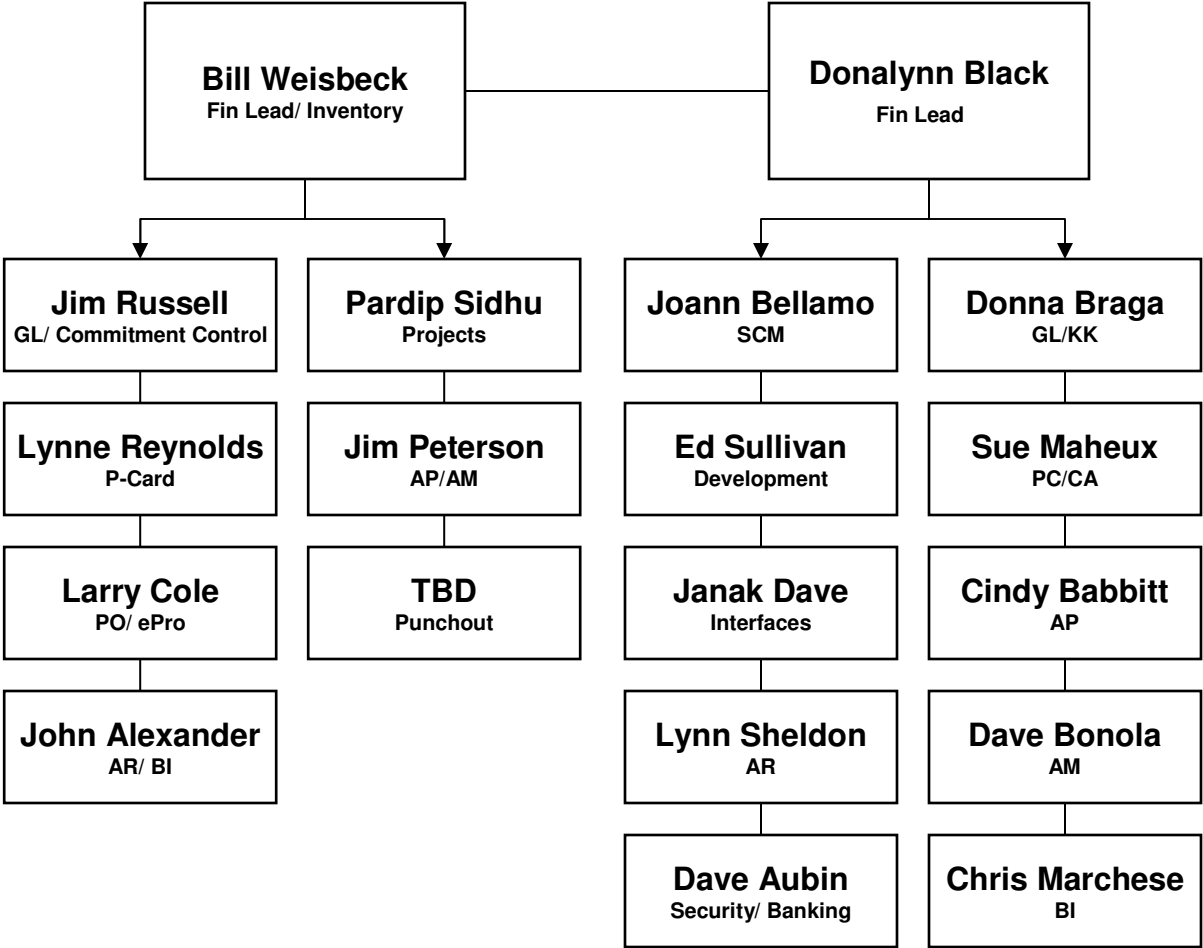 Bill Weisbeck
Fin Lead/ Inventory
Donalynn Black
Fin Lead
Jim Russell
GL/ Commitment Control
Pardip Sidhu
Projects
Joann Bellamo
SCM
Donna Braga
GL/KK
Lynne Reynolds
P-Card
Jim Peterson
AP/AM
Ed Sullivan
Development
Sue Maheux
PC/CA
Larry Cole
PO/ ePro
TBD
Punchout
Janak Dave
Interfaces
Cindy Babbitt
AP
John Alexander
AR/ BI
Lynn Sheldon
AR
Dave Bonola
AM
Dave Aubin
Security/ Banking
Chris Marchese
BI